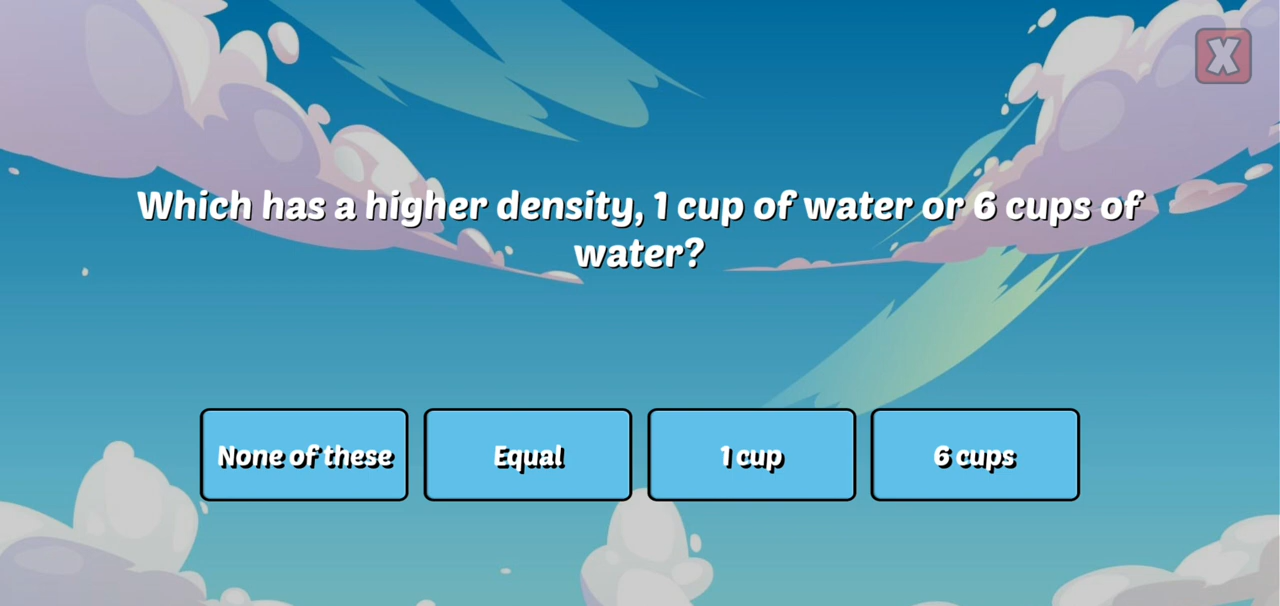 X
Which has a higher density, 1 cup of water or 6 cups of
water?
None of these
Equal
1 cup
6 cups